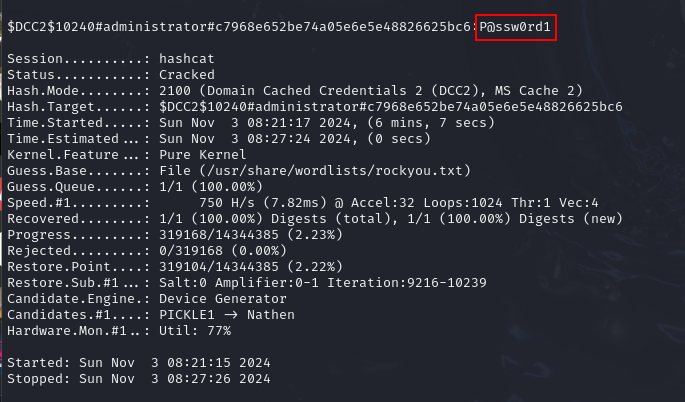 $DCC2$10240#administrator#c7968e652be74a05e6e5e48826625bc6:P@ssw0rd1
Session..........: hashcat
Status...........: Cracked
Hash.Mode........: 2100 (Domain Cached Credentials 2 (DCC2), MS Cache 2)
Hash.Target......: $DCC2$10240#administrator#c7968e652be74a05e6e5e48826625bc6
Time.Started.....: Sun Nov  3 08:21:17 2024, (6 mins, 7 secs)
Time.Estimated...: Sun Nov  3 08:27:24 2024, (0 secs)
Kernel.Feature...: Pure Kernel
Guess.Base.......: File (/usr/share/wordlists/rockyou.txt)
Guess.Queue......: 1/1 (100.00%)
Speed.#1.........:      750 H/s (7.82ms) @ Accel:32 Loops:1024 Thr:1 Vec:4
Recovered........: 1/1 (100.00%) Digests (total), 1/1 (100.00%) Digests (new)
Progress.........: 319168/14344385 (2.23%)
Rejected.........: 0/319168 (0.00%)
Restore.Point....: 319104/14344385 (2.22%)
Restore.Sub.#1...: Salt:0 Amplifier:0-1 Iteration:9216-10239
Candidate.Engine.: Device Generator
Candidates.#1....: PICKLE1 -> Nathen
Hardware.Mon.#1..: Util: 77%
Started: Sun Nov  3 08:21:15 2024
Stopped: Sun Nov  3 08:27:26 2024